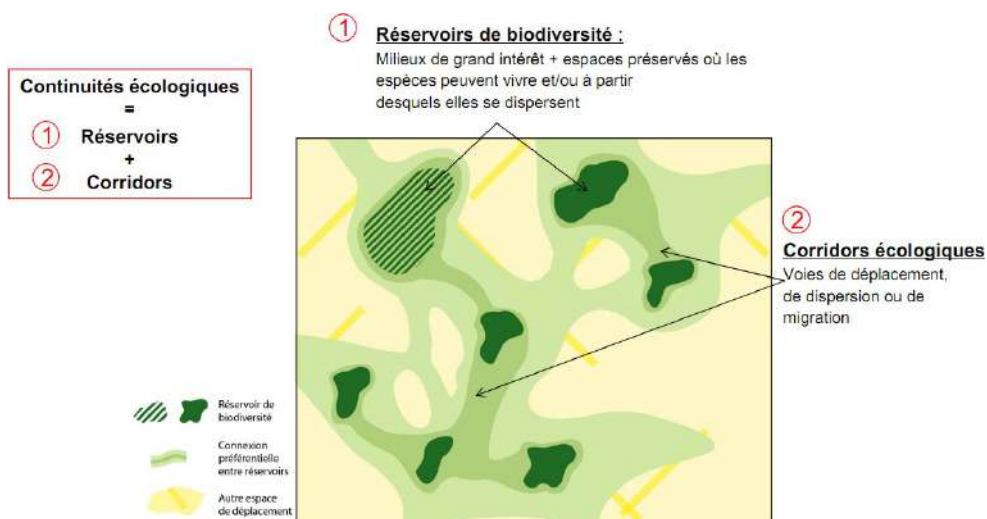 ① Réservoirs de biodiversité :
Milieux de grand intérêt + espaces préservés où les
espèces peuvent vivre et/ou à partir
desquels elles se dispersent
Continuités écologiques
=
① Réservoirs
+
② Corridors
②
Corridors écologiques
Voies de déplacement,
de dispersion ou de
migration
Réservoir de
biodiversité
Connexion
préférentielle
entre réservoirs
Autre espace
de déplacement